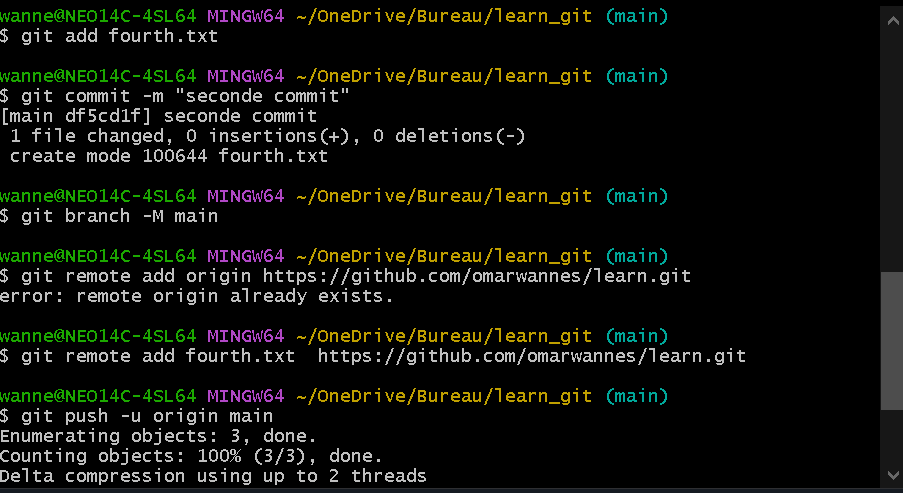 wanne@NEO14C-4SL64 MINGW64 ~/OneDrive/Bureau/learn_git (main)
$ git add fourth.txt
wanne@NEO14C-4SL64 MINGW64 ~/OneDrive/Bureau/learn_git (main)
$ git commit -m "seconde commit"
[main df5cd1f] seconde commit
 1 file changed, 0 insertions(+), 0 deletions(-)
 create mode 100644 fourth.txt
wanne@NEO14C-4SL64 MINGW64 ~/OneDrive/Bureau/learn_git (main)
$ git branch -M main
wanne@NEO14C-4SL64 MINGW64 ~/OneDrive/Bureau/learn_git (main)
$ git remote add origin https://github.com/omarwannes/learn.git
error: remote origin already exists.
wanne@NEO14C-4SL64 MINGW64 ~/OneDrive/Bureau/learn_git (main)
$ git remote add fourth.txt  https://github.com/omarwannes/learn.git
wanne@NEO14C-4SL64 MINGW64 ~/OneDrive/Bureau/learn_git (main)
$ git push -u origin main
Enumerating objects: 3, done.
Counting objects: 100% (3/3), done.
Delta compression using up to 2 threads